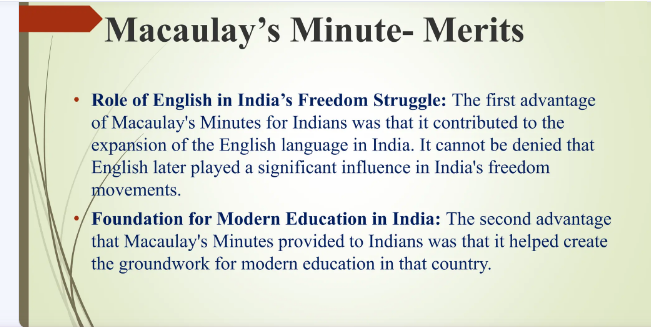 Macaulay's Minute- Merits
• Role of English in India's Freedom Struggle: The first advantage
of Macaulay's Minutes for Indians was that it contributed to the
expansion of the English language in India. It cannot be denied that
English later played a significant influence in India's freedom
movements.
• Foundation for Modern Education in India: The second advantage
that Macaulay's Minutes provided to Indians was that it helped create
the groundwork for modern education in that country.